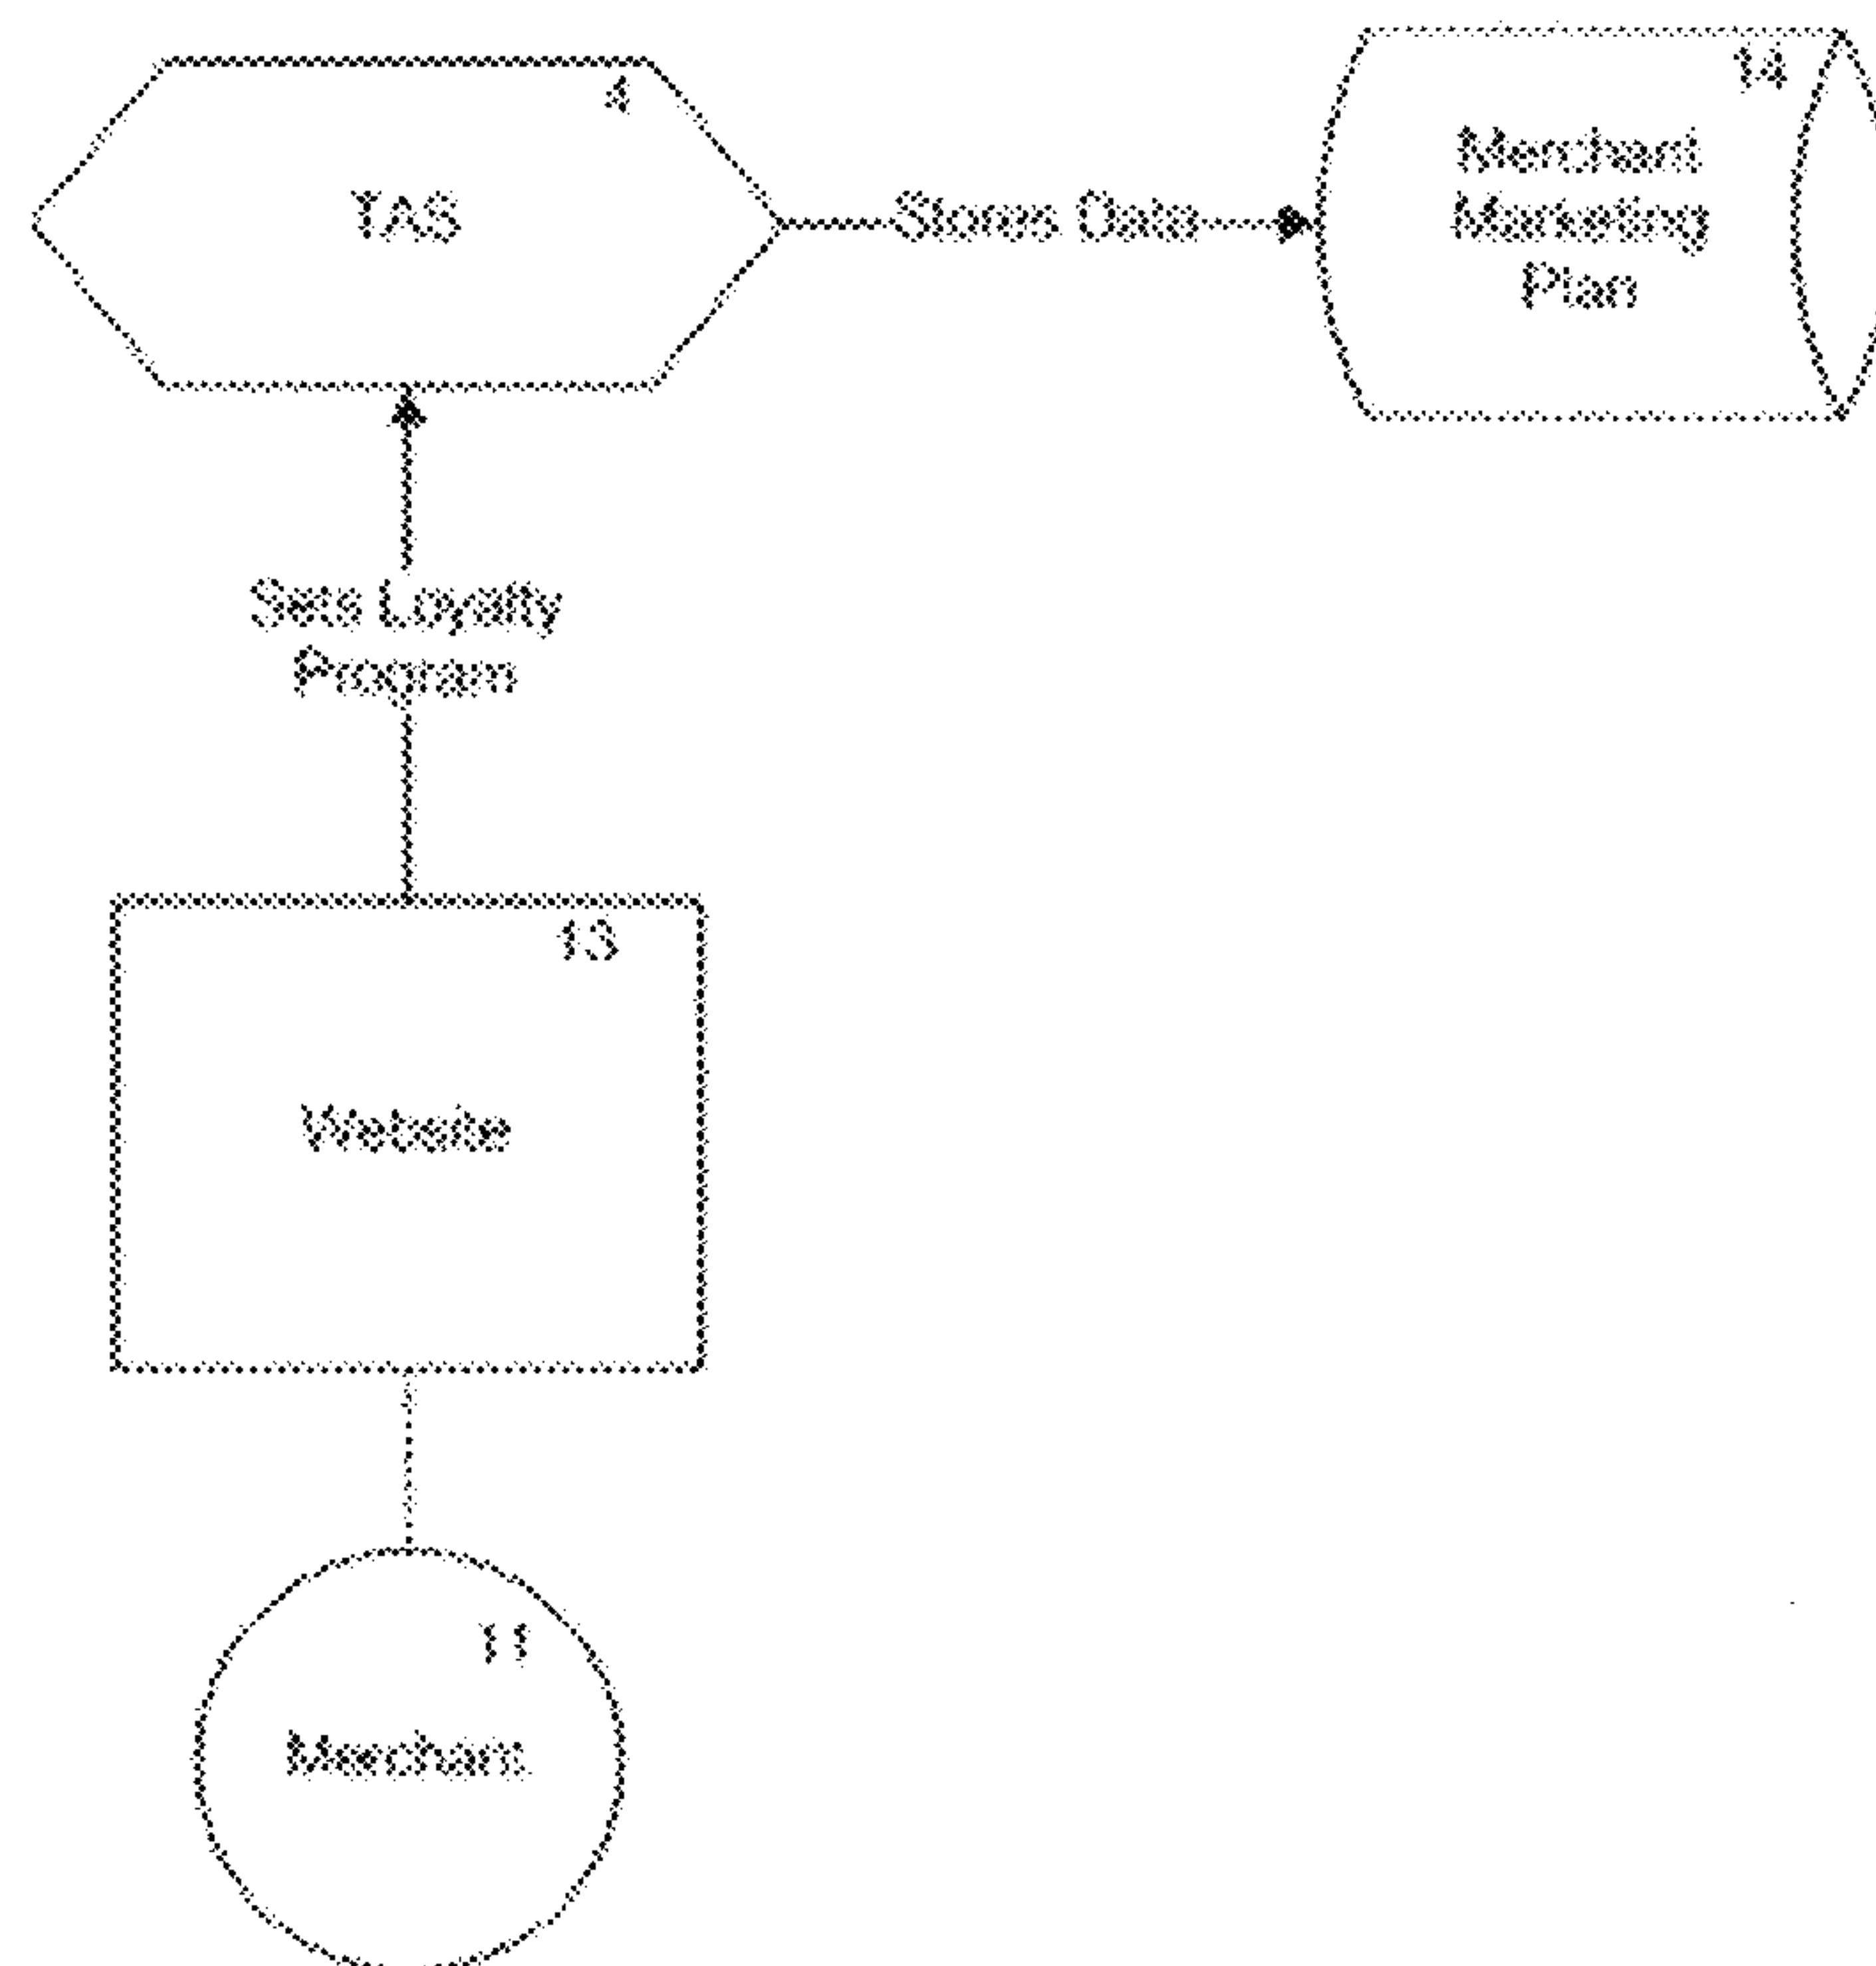 4
TAS
14
Merchant
Marketing
Plan
Stores Data
Sets Loyalty
Program
13
Website
11
Merchant